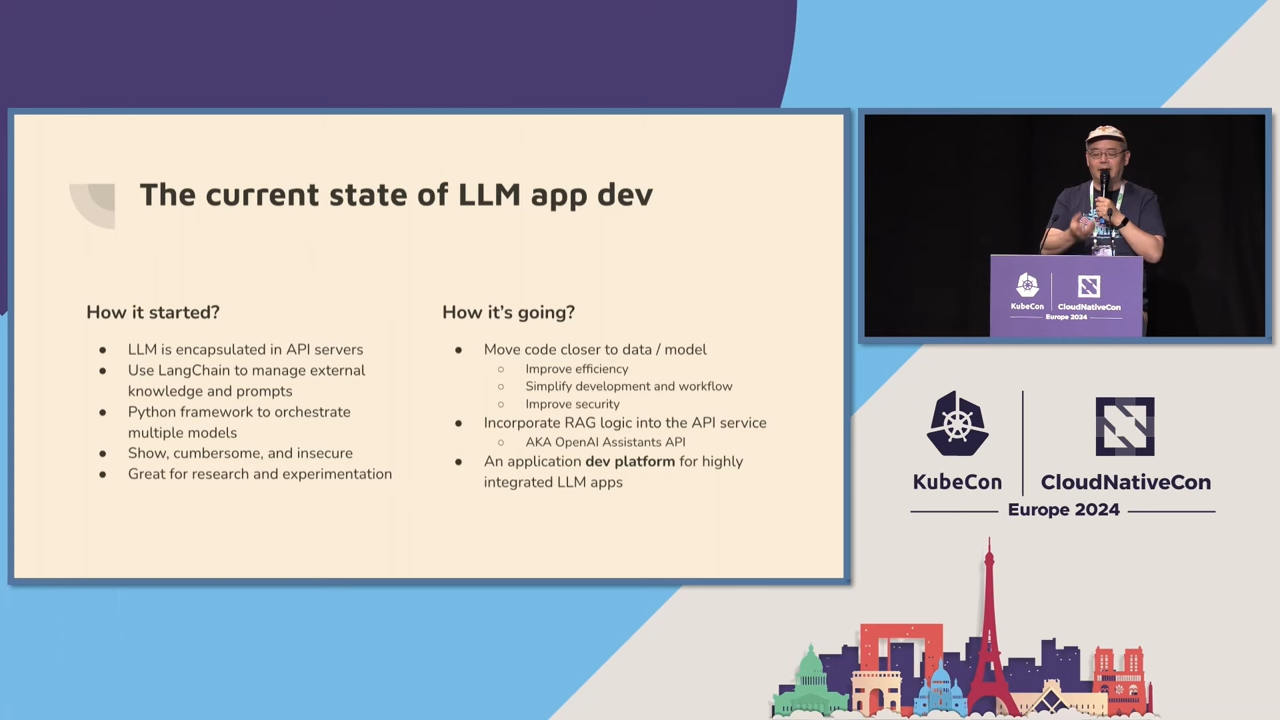 The current state of LLM app dev
How it started?
● LLM is encapsulated in API servers
● Use LangChain to manage external
knowledge and prompts
● Python framework to orchestrate
multiple models
● Show, cumbersome, and insecure
● Great for research and experimentation
How it's going?
● Move code closer to data / model
○ Improve efficiency
○ Simplify development and workflow
○ Improve security
● Incorporate RAG logic into the API service
○ AKA OpenAI Assistants API
● An application dev platform for highly
integrated LLM apps
KubeCon CloudNativeCon
Europe 2024
KubeCon CloudNativeCon
Europe 2024